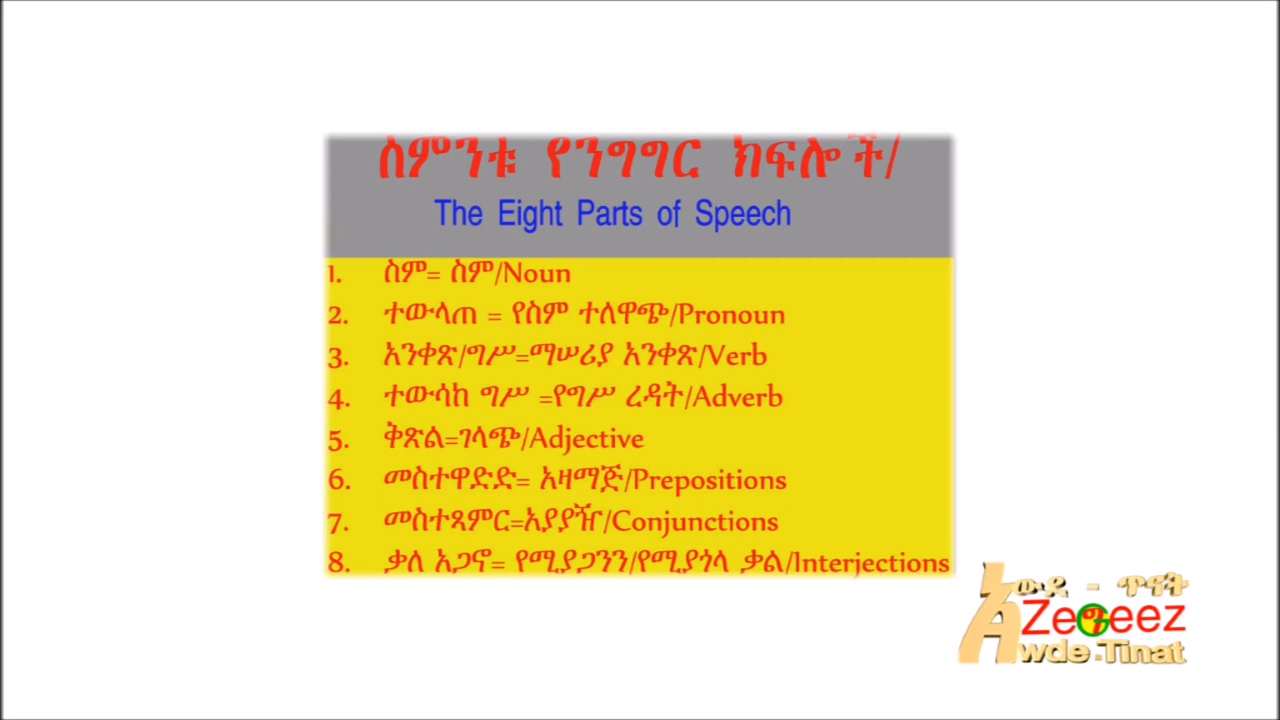 ስምንቱ የንግግር ክፍሎች/
The Eight Parts of Speech
1. ስም= ስም/Noun
2. ተውላጠ = የስም ተለዋጭ/Pronoun
3. አንቀጽ/ግሥ=ማሠሪያ አንቀጽ/Verb
4. ተውሳከ ግሥ =የግሥ ረዳት/Adverb
5. ቅጽል=ገላጭ/Adjective
6. መስተዋድድ= አዛማጅ/Prepositions
7. መስተጻምር=አያያዥ/Conjunctions
8. ቃለ አጋኖ= የሚያጋንን/የሚያጎላ ቃል/Interjections
አውደ - ጥናት
ZeGeez
Awde-Tinat